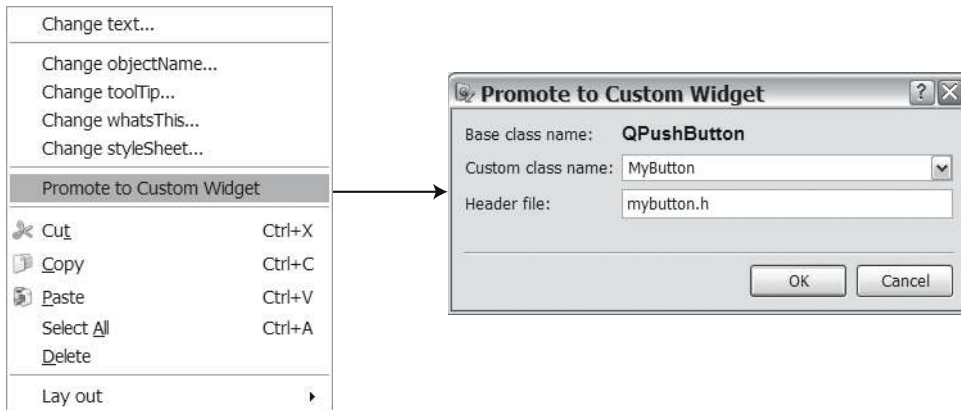 Change text...
Change objectName...
Change toolTip...
Change whatsThis...
Change styleSheet...
Promote to Custom Widget
Cut Ctrl+X
Copy Ctrl+C
Paste Ctrl+V
Select All Ctrl+A
Delete
Lay out
Promote to Custom Widget
Base class name: QPushButton
Custom class name: MyButton
Header file: mybutton.h
OK Cancel